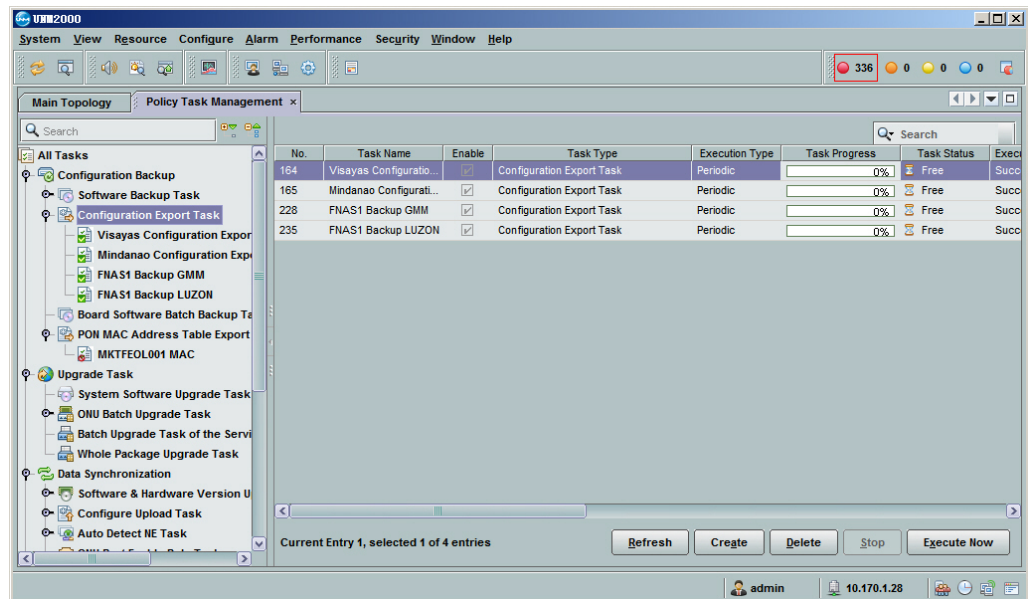 UNM2000
System View Resource Configure Alarm Performance Security Window Help
336 0 0 0
Main Topology Policy Task Management ×
Search
Search
All Tasks
Configuration Backup
Software Backup Task
Configuration Export Task
Visayas Configuration Expor
Mindanao Configuration Expo
FNAS1 Backup GMM
FNAS1 Backup LUZON
Board Software Batch Backup Ta
PON MAC Address Table Export
MKTFEOL001 MAC
Upgrade Task
System Software Upgrade Task
ONU Batch Upgrade Task
Batch Upgrade Task of the Servi
Whole Package Upgrade Task
Data Synchronization
Software & Hardware Version U
Configure Upload Task
Auto Detect NE Task
No. Task Name Enable Task Type Execution Type Task Progress Task Status Execu
164 Visayas Configuratio... Configuration Export Task Periodic 0% Free Succ
165 Mindanao Configurati... Configuration Export Task Periodic 0% Free Succ
228 FNAS1 Backup GMM Configuration Export Task Periodic 0% Free Succ
235 FNAS1 Backup LUZON Configuration Export Task Periodic 0% Free Succ
Current Entry 1, selected 1 of 4 entries Refresh Create Delete Stop Execute Now
admin 10.170.1.28